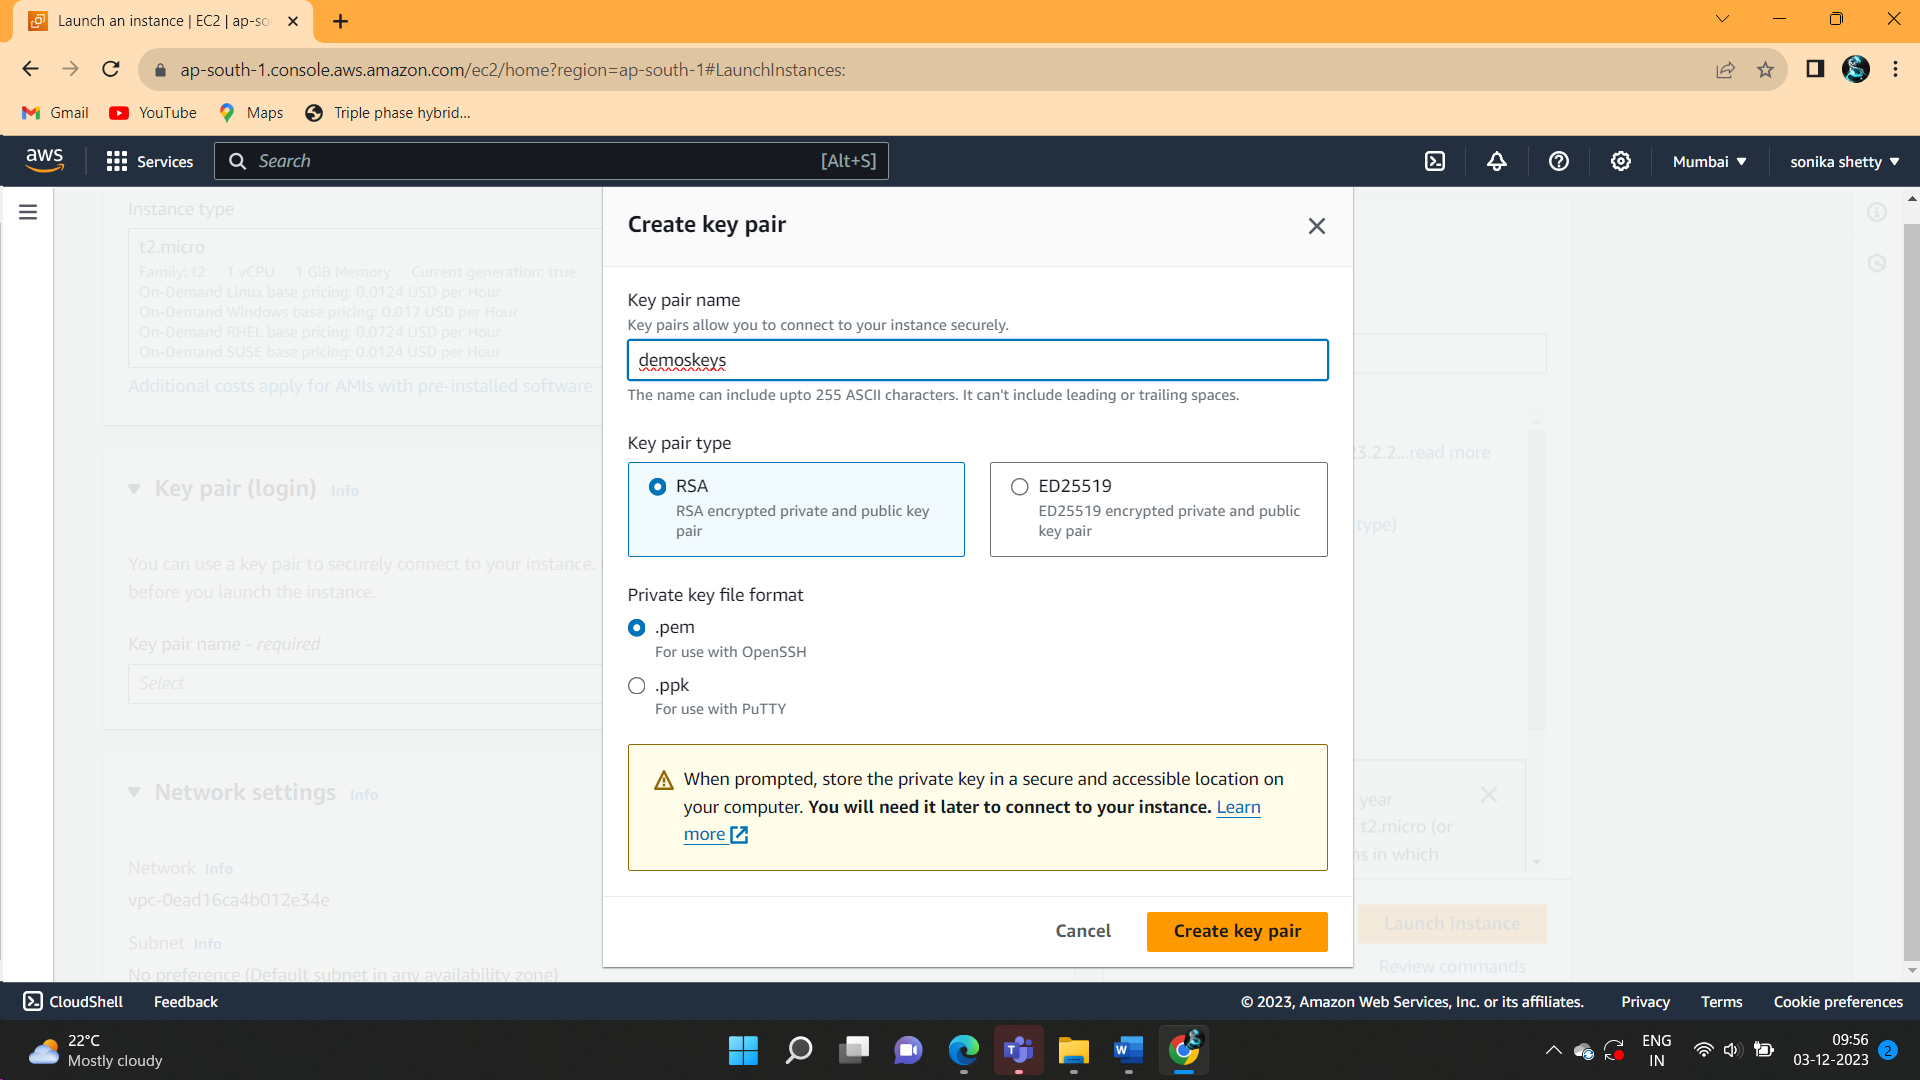 Launch an instance | EC2 | ap-so
ap-south-1.console.aws.amazon.com/ec2/home?region=ap-south-1#LaunchInstances:
Gmail
YouTube
Maps
Triple phase hybrid...
aws
Services
Search
[Alt+S]
Mumbai
sonika shetty
Instance type
t2.micro
Family: t2 1 vCPU 1 GiB Memory Current generation: true
On-Demand Linux base pricing: 0.0124 USD per Hour
On-Demand Windows base pricing: 0.017 USD per Hour
On-Demand RHEL base pricing: 0.0724 USD per Hour
On-Demand SUSE base pricing: 0.0124 USD per Hour
Additional costs apply for AMIs with pre-installed software
Key pair (login) Info
You can use a key pair to securely connect to your instance.
before you launch the instance.
Key pair name - required
Select
Network settings Info
Network Info
vpc-0ead16ca4b012e34e
Subnet Info
No preference (Default subnet in any availability zone)
Create key pair
Key pair name
Key pairs allow you to connect to your instance securely.
demoskeys
The name can include upto 255 ASCII characters. It can't include leading or trailing spaces.
Key pair type
RSA
RSA encrypted private and public key
pair
ED25519
ED25519 encrypted private and public
key pair
Private key file format
.pem
For use with OpenSSH
.ppk
For use with PuTTY
When prompted, store the private key in a secure and accessible location on
your computer. You will need it later to connect to your instance. Learn
more
Cancel
Create key pair
3.2.2...read more
type)
year
t2.micro (or
in which
Launch instance
Review commands
CloudShell
Feedback
© 2023, Amazon Web Services, Inc. or its affiliates.
Privacy
Terms
Cookie preferences
22°C
Mostly cloudy
ENG
IN
09:56
03-12-2023
2